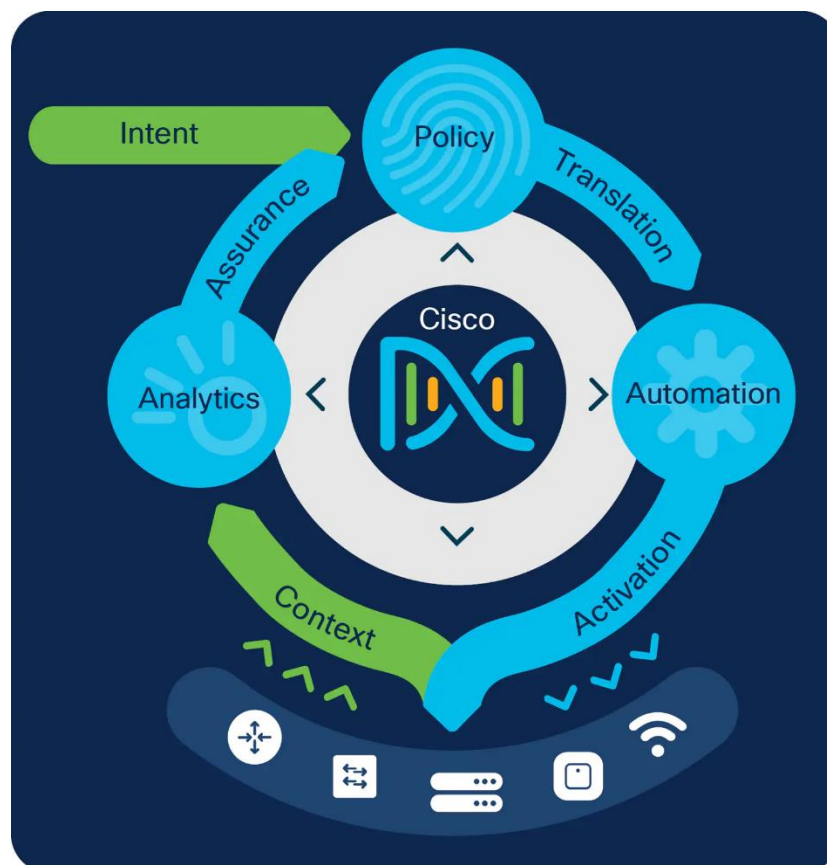 Intent
Policy
Translation
Assurance
Cisco
Analytics
Automation
Context
Activation